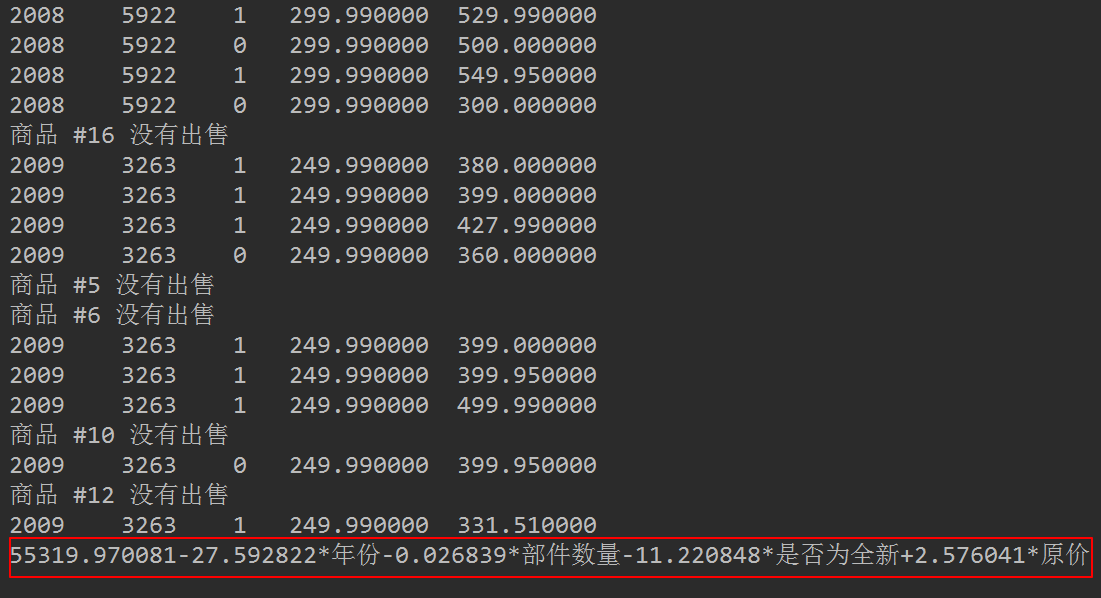 2008    5922    1   299.990000  529.990000
2008    5922    0   299.990000  500.000000
2008    5922    1   299.990000  549.950000
2008    5922    0   299.990000  300.000000
商品 #16 没有出售
2009    3263    1   249.990000  380.000000
2009    3263    1   249.990000  399.000000
2009    3263    1   249.990000  427.990000
2009    3263    0   249.990000  360.000000
商品 #5 没有出售
商品 #6 没有出售
2009    3263    1   249.990000  399.000000
2009    3263    1   249.990000  399.950000
2009    3263    1   249.990000  499.990000
商品 #10 没有出售
2009    3263    0   249.990000  399.950000
商品 #12 没有出售
2009    3263    1   249.990000  331.510000
55319.970081-27.592822*年份-0.026839*部件数量-11.220848*是否为全新+2.576041*原价